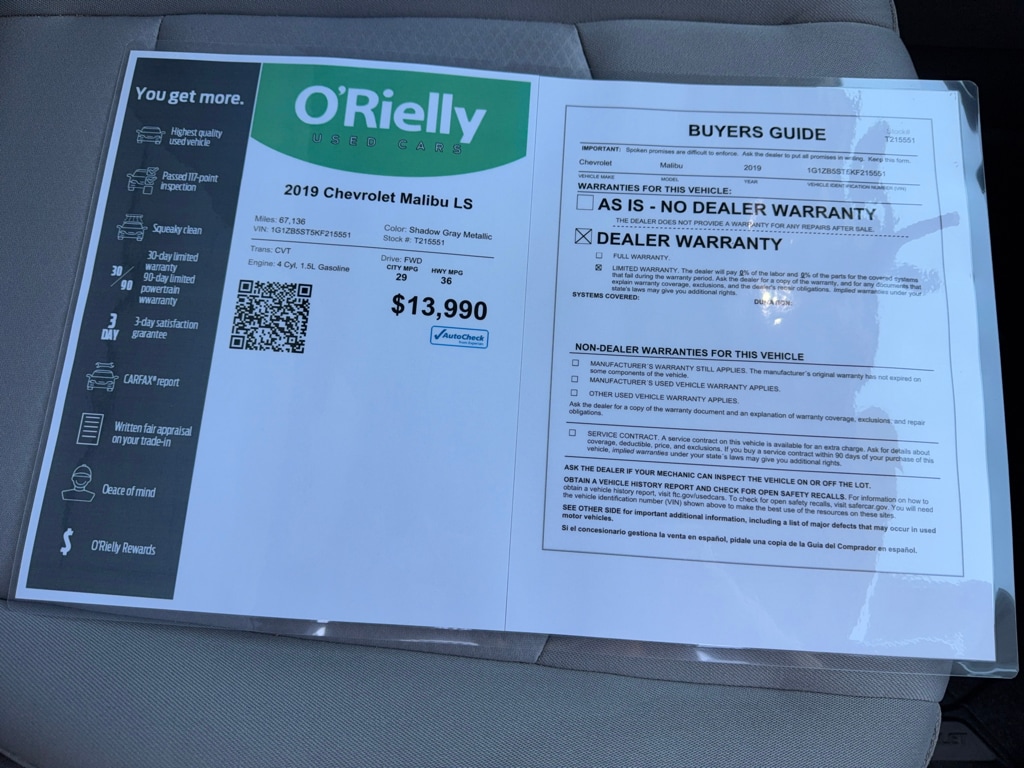 You get more.
Highest quality
used vehicle
Passed 117-point
inspection
Squeaky clean
30
90
30-day limited
warranty
90-day limited
powertrain
wwarranty
3
DAY
3-day satisfaction
grarantee
CARFAX® report
Written fair appraisal
on your trade-in
Deace of mind
$
O'Rielly Rewards
O'Rielly
USED CARS
2019 Chevrolet Malibu LS
Miles: 67,136
Color: Shadow Gray Metallic
VIN: 1G1ZB5ST5KF215551
Stock #: T215551
Trans: CVT
Drive: FWD
Engine: 4 Cyl, 1.5L Gasoline
CITY MPG HWY MPG
29 36
$13,990
AutoCheck
BUYERS GUIDE
Stock#
T215551
IMPORTANT: Spoken promises are difficult to enforce. Ask the dealer to put all promises in writing. Keep this form.
Chevrolet Malibu 2019 1G1ZB5ST5KF215551
VEHICLE MAKE MODEL YEAR VEHICLE IDENTIFICATION NUMBER (VIN)
WARRANTIES FOR THIS VEHICLE:
AS IS - NO DEALER WARRANTY
THE DEALER DOES NOT PROVIDE A WARRANTY FOR ANY REPAIRS AFTER SALE.
DEALER WARRANTY
FULL WARRANTY.
LIMITED WARRANTY. The dealer will pay 0% of the labor and 0% of the parts for the covered systems
that fail during the warranty period. Ask the dealer for a copy of the warranty, and for any documents that
explain warranty coverage, exclusions, and the dealer's repair obligations. Implied warranties under your
state's laws may give you additional rights.
SYSTEMS COVERED: DURATION:
NON-DEALER WARRANTIES FOR THIS VEHICLE
MANUFACTURER'S WARRANTY STILL APPLIES. The manufacturer's original warranty has not expired on
some components of the vehicle.
MANUFACTURER'S USED VEHICLE WARRANTY APPLIES.
OTHER USED VEHICLE WARRANTY APPLIES.
Ask the dealer for a copy of the warranty document and an explanation of warranty coverage, exclusions, and repair
obligations.
SERVICE CONTRACT. A service contract on this vehicle is available for an extra charge. Ask for details about
coverage, deductible, price, and exclusions. If you buy a service contract within 90 days of your purchase of this
vehicle, implied warranties under your state's laws may give you additional rights.
ASK THE DEALER IF YOUR MECHANIC CAN INSPECT THE VEHICLE ON OR OFF THE LOT.
OBTAIN A VEHICLE HISTORY REPORT AND CHECK FOR OPEN SAFETY RECALLS. For information on how to
obtain a vehicle history report, visit ftc.gov/usedcars. To check for open safety recalls, visit safercar.gov. You will need
the vehicle identification number (VIN) shown above to make the best use of the resources on these sites.
SEE OTHER SIDE for important additional information, including a list of major defects that may occur in used
motor vehicles.
Si el concesionario gestiona la venta en español, pídale una copia de la Guía del Comprador en español.